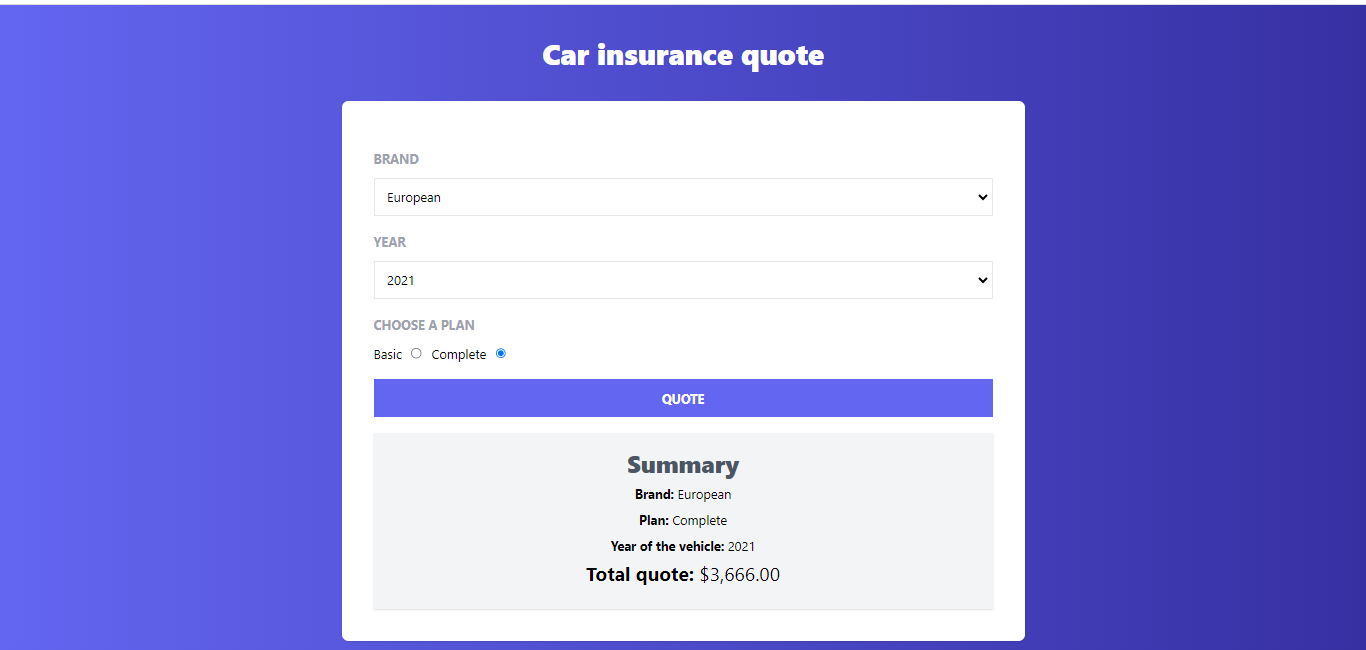 Car insurance quote
BRAND
European
YEAR
2021
CHOOSE A PLAN
Basic Complete
QUOTE
Summary
Brand: European
Plan: Complete
Year of the vehicle: 2021
Total quote: $3,666.00